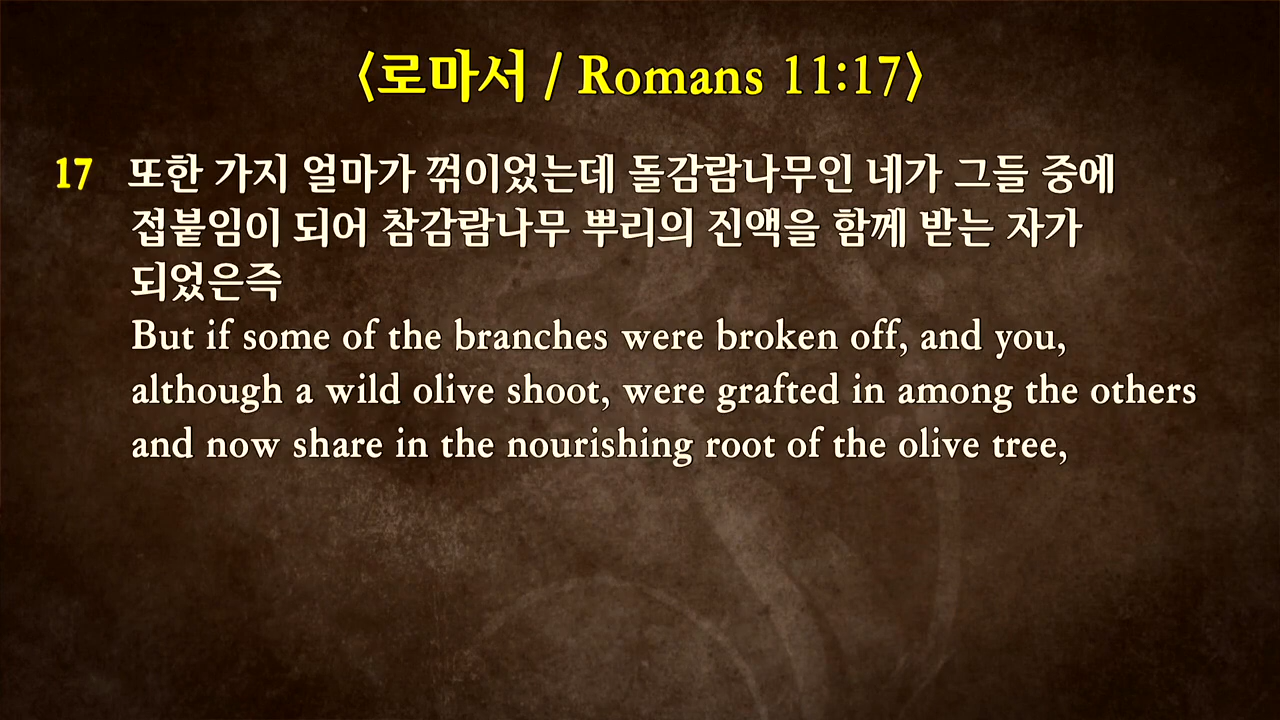 〈로마서 / Romans 11:17〉
17 또한 가지 얼마가 꺾이었는데 돌감람나무인 네가 그들 중에
접붙임이 되어 참감람나무 뿌리의 진액을 함께 받는 자가
되었은즉
But if some of the branches were broken off, and you,
although a wild olive shoot, were grafted in among the others
and now share in the nourishing root of the olive tree,